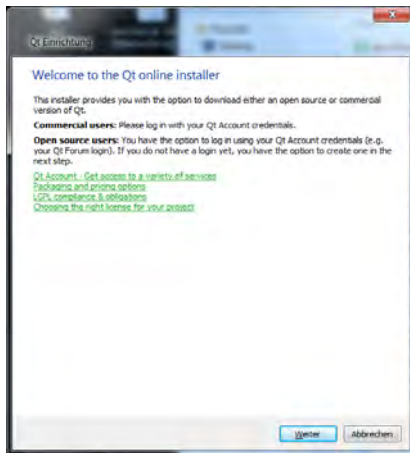 Qt Einrichtung
Welcome to the Qt online installer
This installer provides you with the option to download either an open source or commercial
version of Qt.
Commercial users: Please log in with your Qt Account credentials.
Open source users: You have the option to log in using your Qt Account credentials (e.g.
your Qt Forum login). If you do not have a login yet, you have the option to create one in the
next step.
Qt Account - Get access to a variety of services
Packaging and pricing options
LGPL compliance & obligations
Choosing the right license for your project
Weiter
Abbrechen